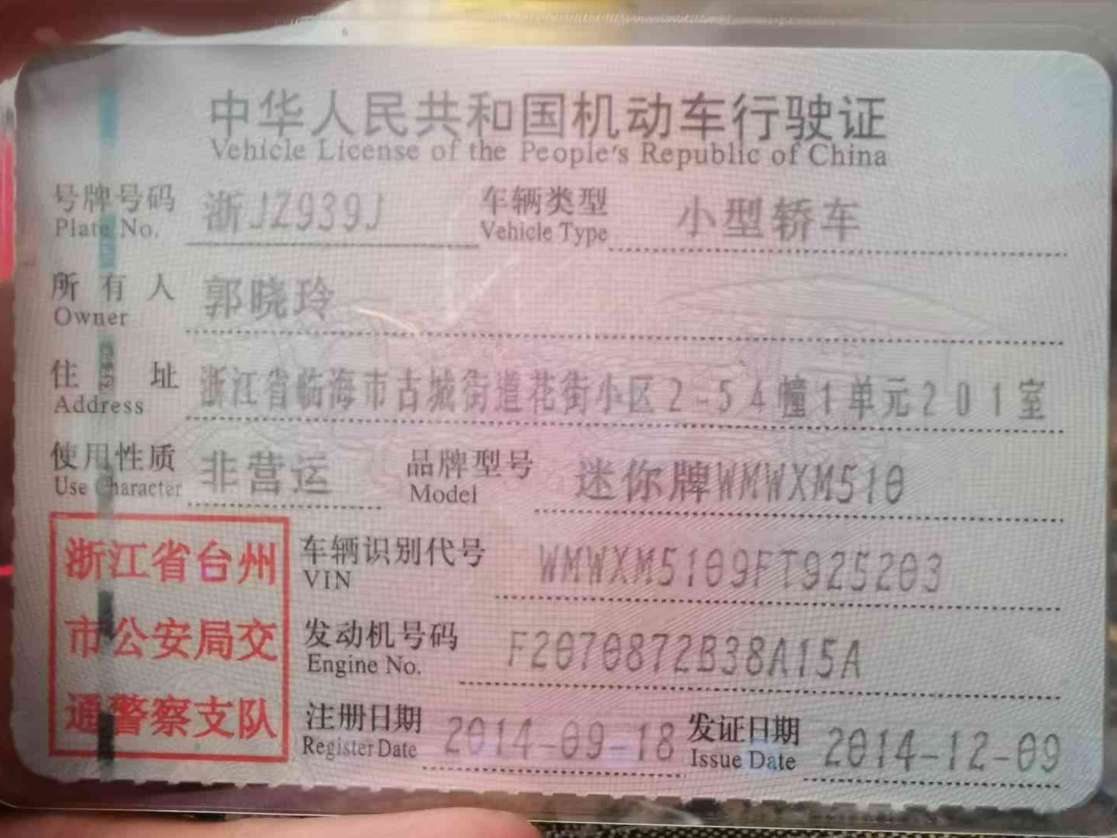 中华人民共和国机动车行驶证
Vehicle License of the People's Republic of China
号牌号码 浙JZ939J 车辆类型 小型轿车
Plate No. Vehicle Type
所有人 郭晓玲
Owner
住址 浙江省临海市古城街道花街小区2-54幢1单元201室
Address
使用性质 非营运 品牌型号 迷你牌WMWXM510
Use Character Model
浙江省台州
市公安局交
通警察支队
车辆识别代号 WMWXM5109FT925203
VIN
发动机号码 F2070872B38A15A
Engine No.
注册日期 2014-09-18 发证日期 2014-12-09
Register Date Issue Date